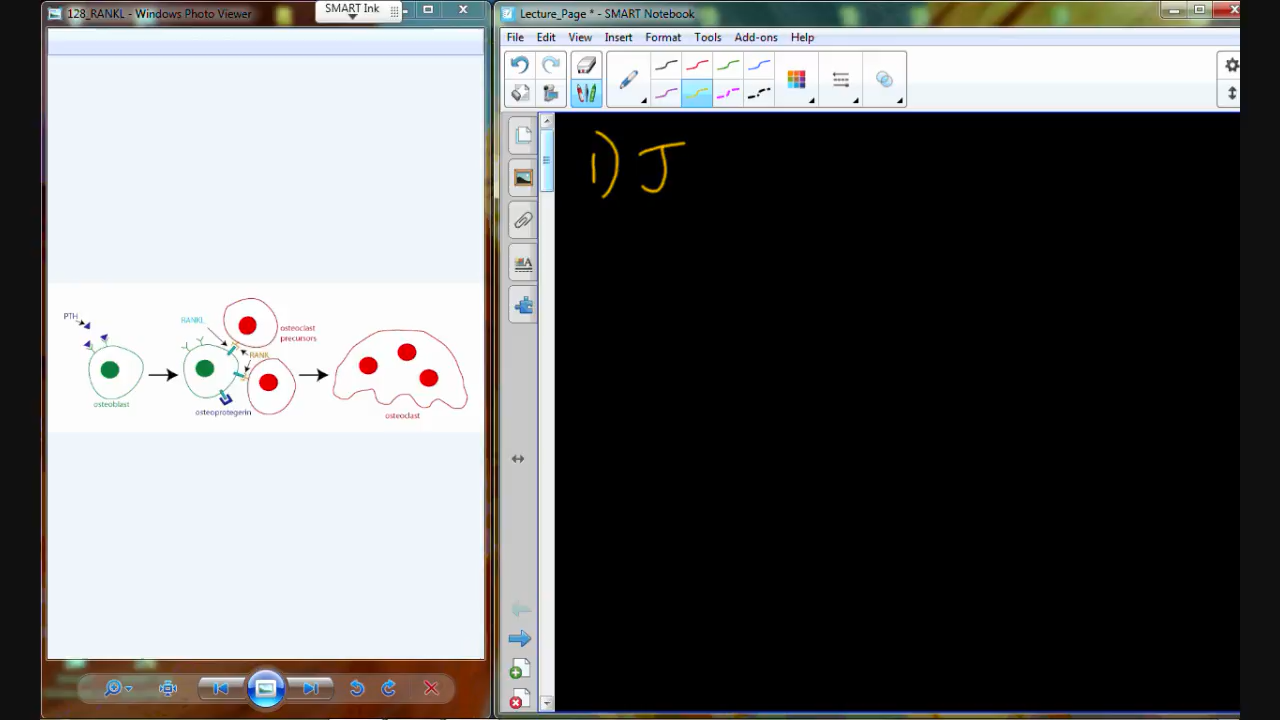 128_RANKL - Windows Photo Viewer
SMART Ink
Lecture_Page * - SMART Notebook
File Edit View Insert Format Tools Add-ons Help
1) J
PTH
RANKL
osteoclast
precursors
RANK
osteoblast
osteoprotegerin
osteoclast